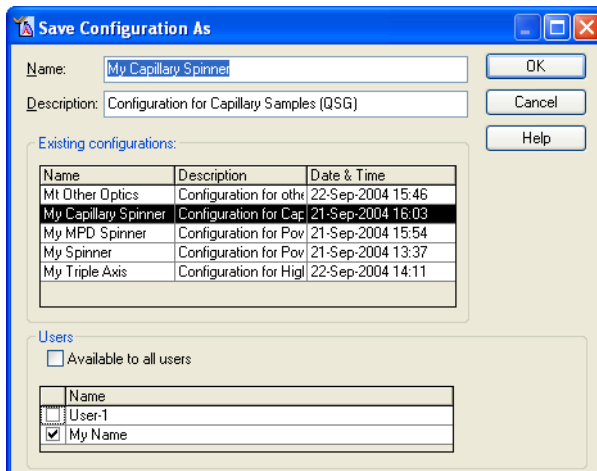 Save Configuration As
Name: My Capillary Spinner OK
Description: Configuration for Capillary Samples (QSG) Cancel
Help
Existing configurations:
Name Description Date & Time
Mt Other Optics Configuration for othe 22-Sep-2004 15:46
My Capillary Spinner Configuration for Cap 21-Sep-2004 16:03
My MPD Spinner Configuration for Pov 21-Sep-2004 15:54
My Spinner Configuration for Pov 21-Sep-2004 13:37
My Triple Axis Configuration for Higl 22-Sep-2004 14:11
Users
Available to all users
Name
User-1
My Name